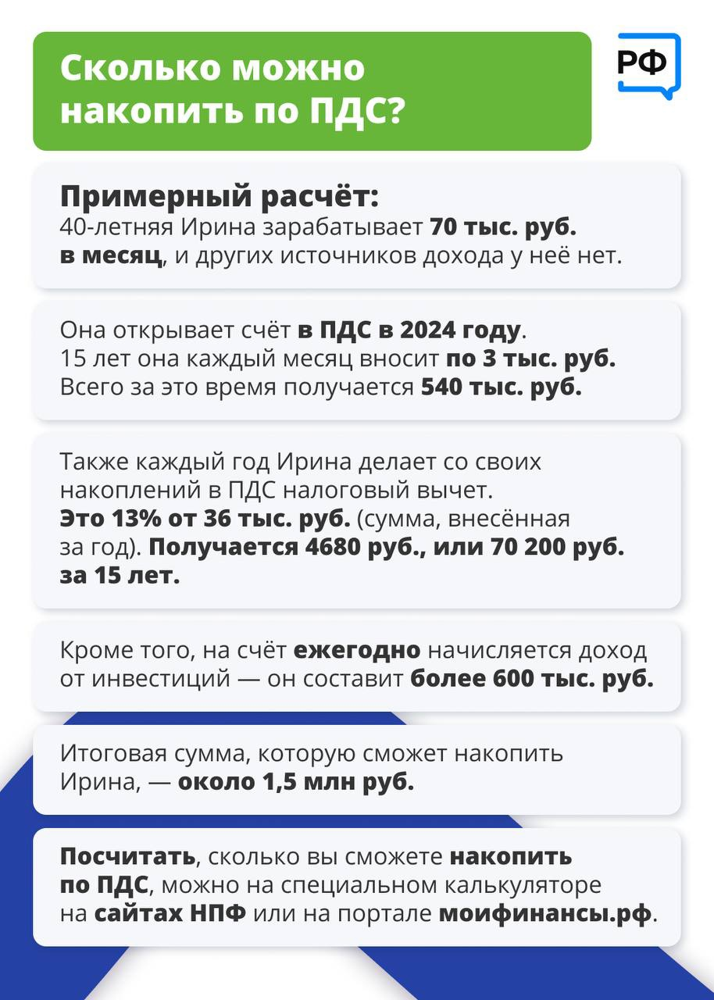 Сколько можно
накопить по ПДС?
РФ
Примерный расчёт:
40-летняя Ирина зарабатывает 70 тыс. руб.
в месяц, и других источников дохода у неё нет.
Она открывает счёт в ПДС в 2024 году.
15 лет она каждый месяц вносит по 3 тыс. руб.
Всего за это время получается 540 тыс. руб.
Также каждый год Ирина делает со своих
накоплений в ПДС налоговый вычет.
Это 13% от 36 тыс. руб. (сумма, внесённая
за год). Получается 4680 руб., или 70 200 руб.
за 15 лет.
Кроме того, на счёт ежегодно начисляется доход
от инвестиций — он составит более 600 тыс. руб.
Итоговая сумма, которую сможет накопить
Ирина, — около 1,5 млн руб.
Посчитать, сколько вы сможете накопить
по ПДС, можно на специальном калькуляторе
на сайтах НПФ или на портале моифинансы.рф.